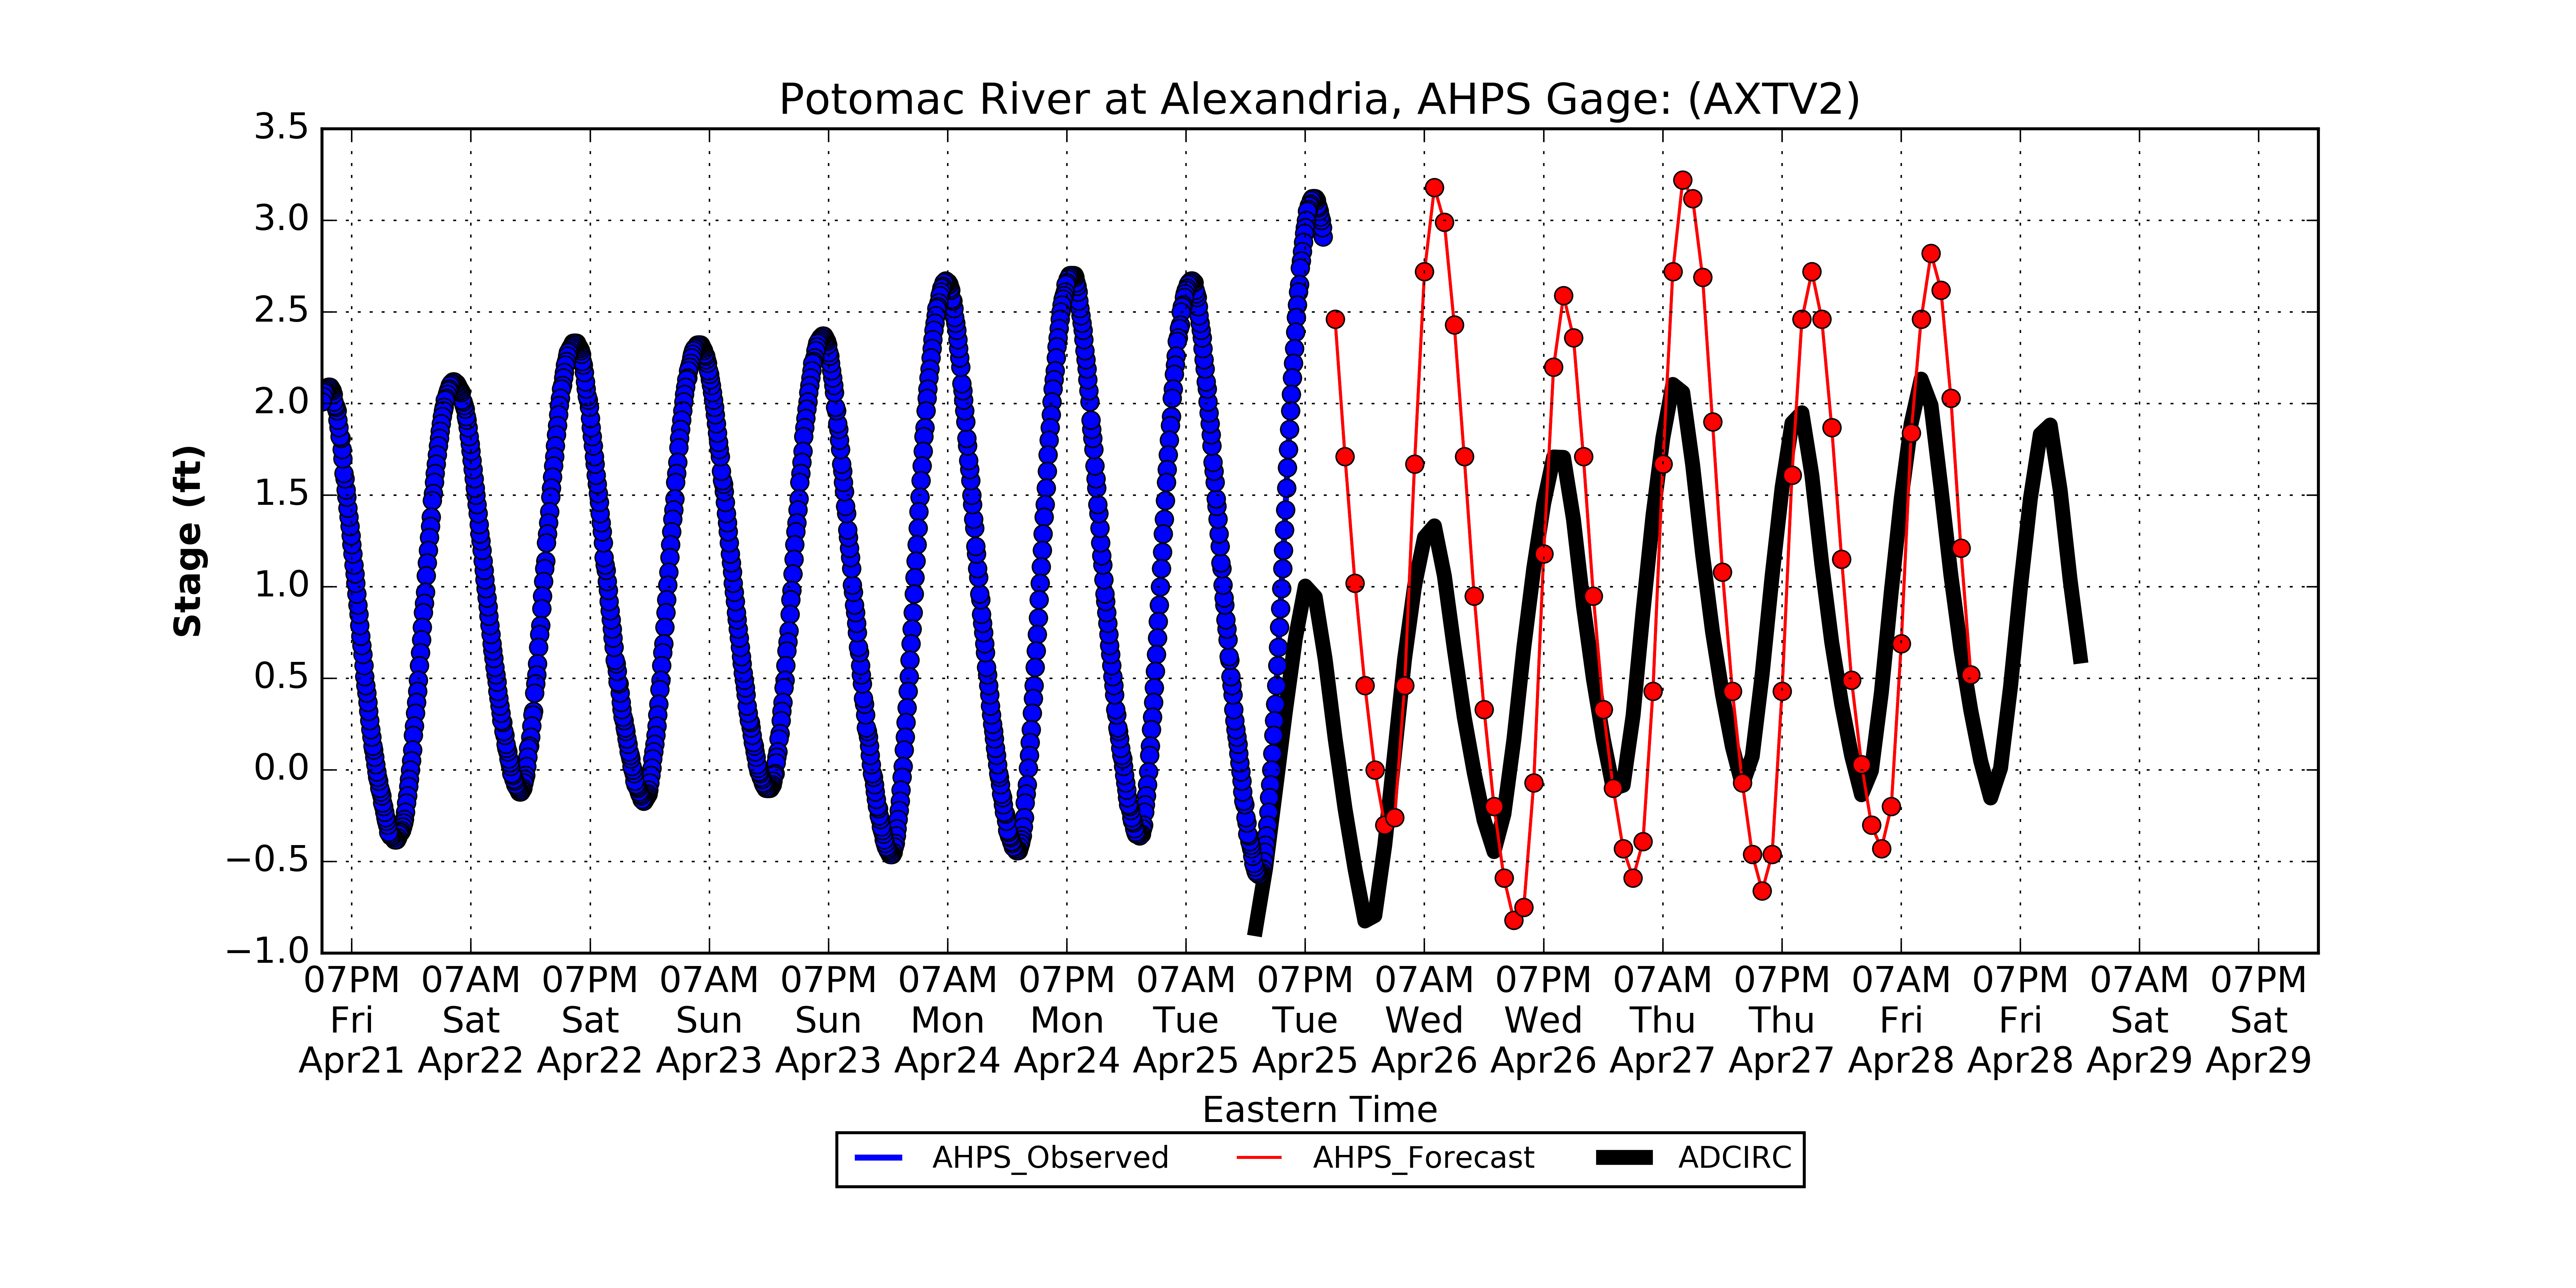 Potomac River at Alexandria, AHPS Gage: (AXTV2)
3.5
3.0
2.5
2.0
1.5
1.0
0.5
0.0
−0.5
−1.0
Stage (ft)
07PM 07AM 07PM 07AM 07PM 07AM 07PM 07AM 07PM 07AM 07PM 07AM 07PM 07AM 07PM 07AM 07PM
Fri Sat Sat Sun Sun Mon Mon Tue Tue Wed Wed Thu Thu Fri Fri Sat Sat
Apr21 Apr22 Apr22 Apr23 Apr23 Apr24 Apr24 Apr25 Apr25 Apr26 Apr26 Apr27 Apr27 Apr28 Apr28 Apr29 Apr29
Eastern Time
AHPS_Observed AHPS_Forecast ADCIRC